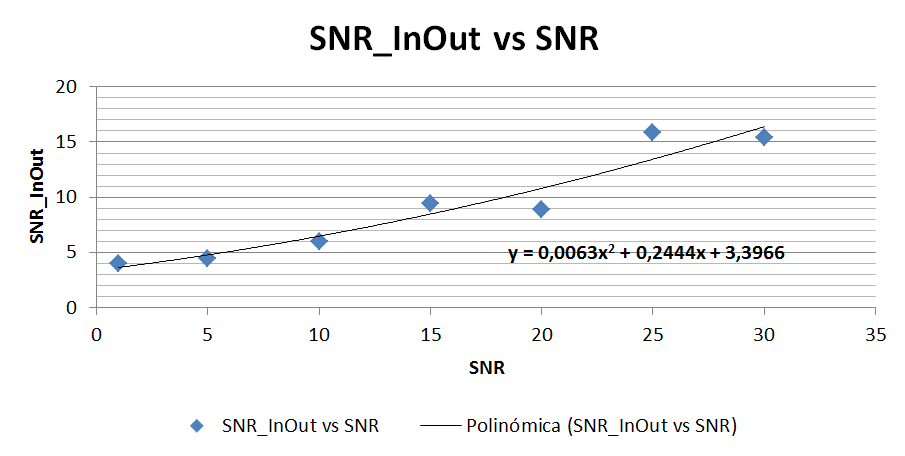 SNR_InOut vs SNR
20
15
10
5
0
SNR_InOut
y = 0,0063x² + 0,2444x + 3,3966
0 5 10 15 20 25 30 35
SNR
SNR_InOut vs SNR
Polinómica (SNR_InOut vs SNR)